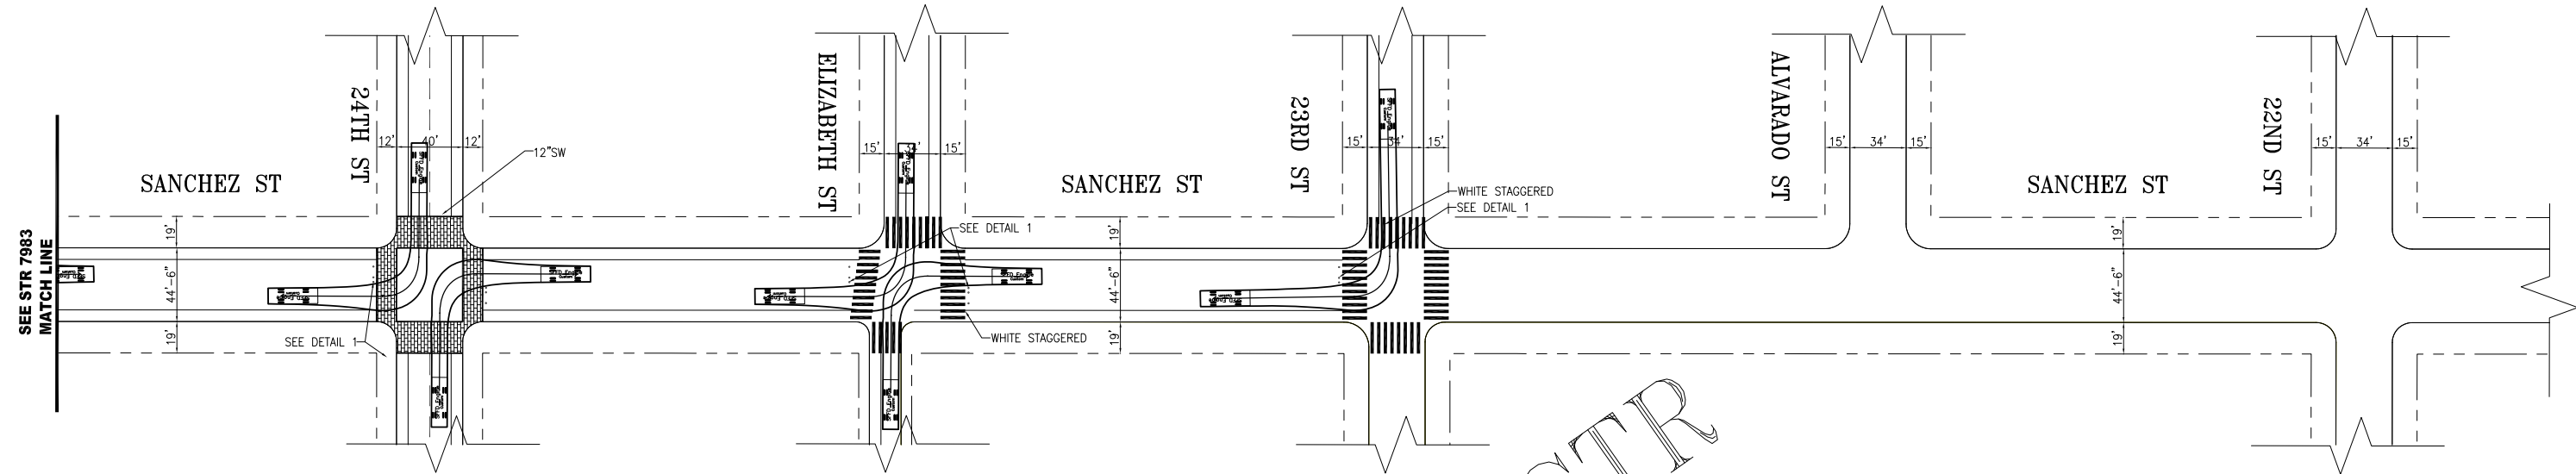 SEE STR 7983
MATCH LINE
SANCHEZ ST
19'
44'-6"
19'
24TH ST
12'
40'
12'
12"SW
SEE DETAIL 1
SFFD Engine
ELIZABETH ST
15'
15'
SEE DETAIL 1
WHITE STAGGERED
SANCHEZ ST
19'
44'-6"
19'
23RD ST
15'
34'
15'
WHITE STAGGERED
SEE DETAIL 1
ALVARADO ST
15'
34'
15'
SANCHEZ ST
19'
44'-6"
19'
22ND ST
15'
34'
15'
STR